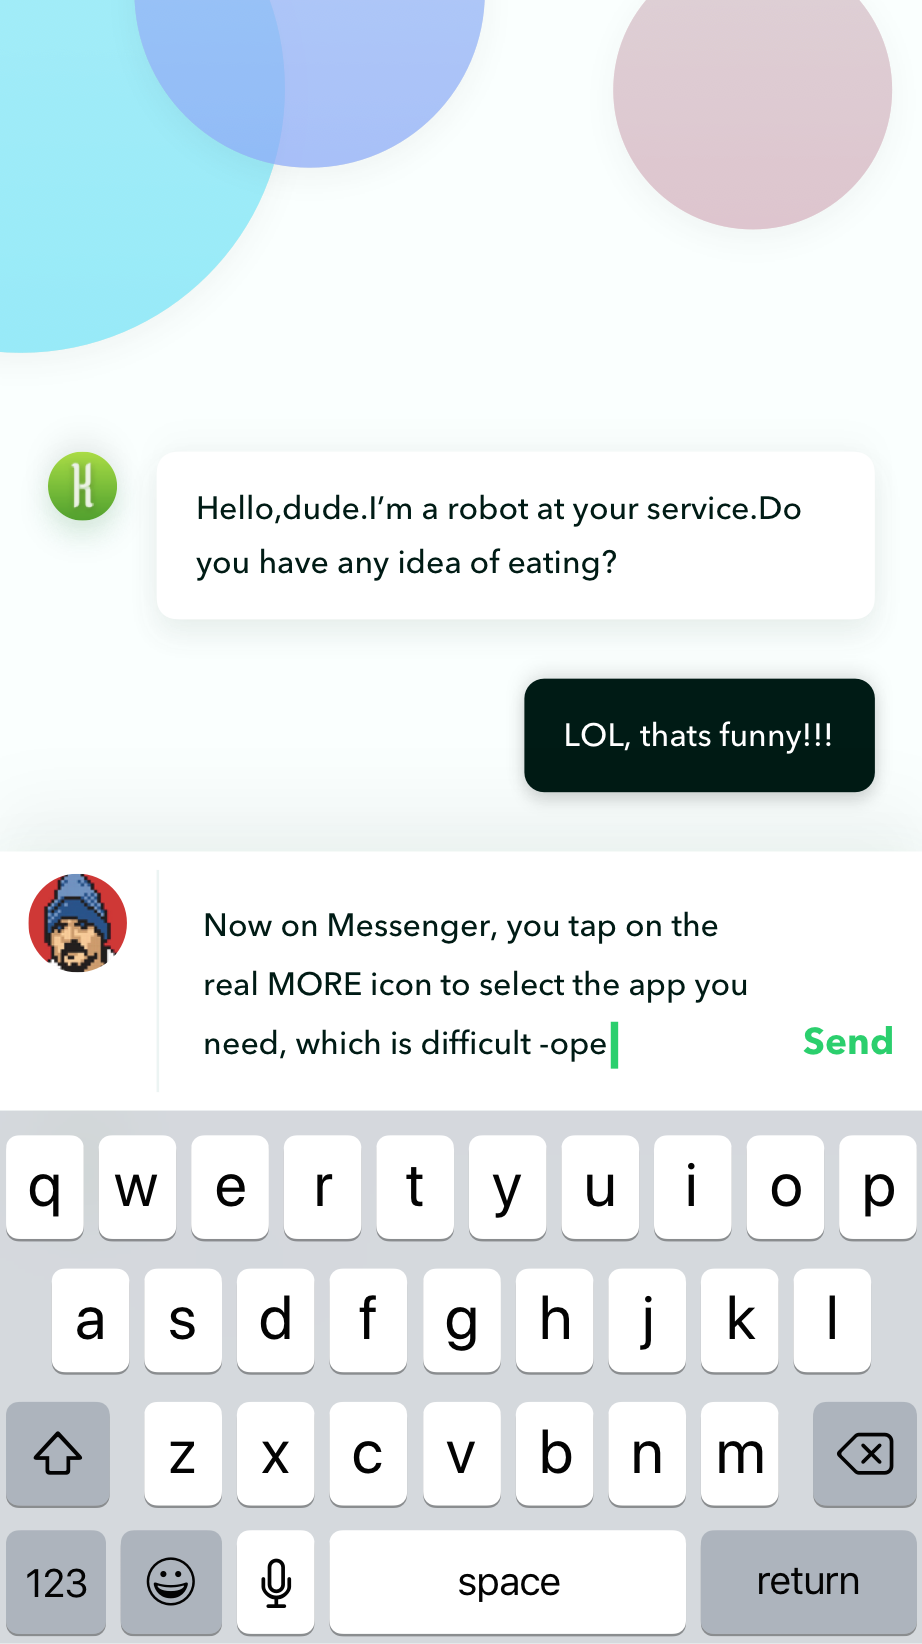 K
Hello,dude.I’m a robot at your service.Do
you have any idea of eating?
LOL, thats funny!!!
Now on Messenger, you tap on the
real MORE icon to select the app you
need, which is difficult -ope
Send
q w e r t y u i o p
a s d f g h j k l
z x c v b n m
123 space return